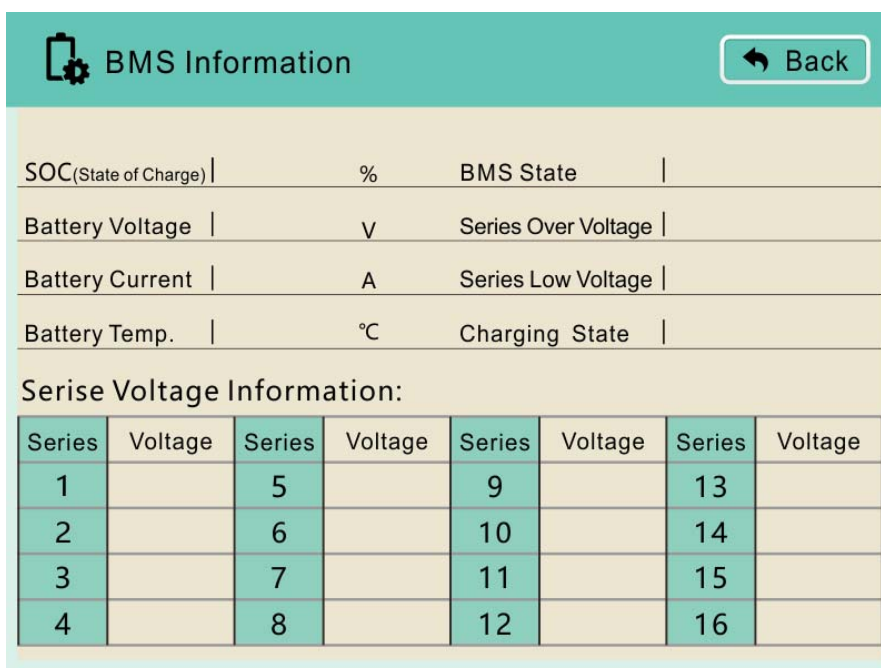 BMS Information Back
SOC(State of Charge) % BMS State
Battery Voltage V Series Over Voltage
Battery Current A Series Low Voltage
Battery Temp. ℃ Charging State
Serise Voltage Information:
Series Voltage Series Voltage Series Voltage Series Voltage
1 5 9 13
2 6 10 14
3 7 11 15
4 8 12 16